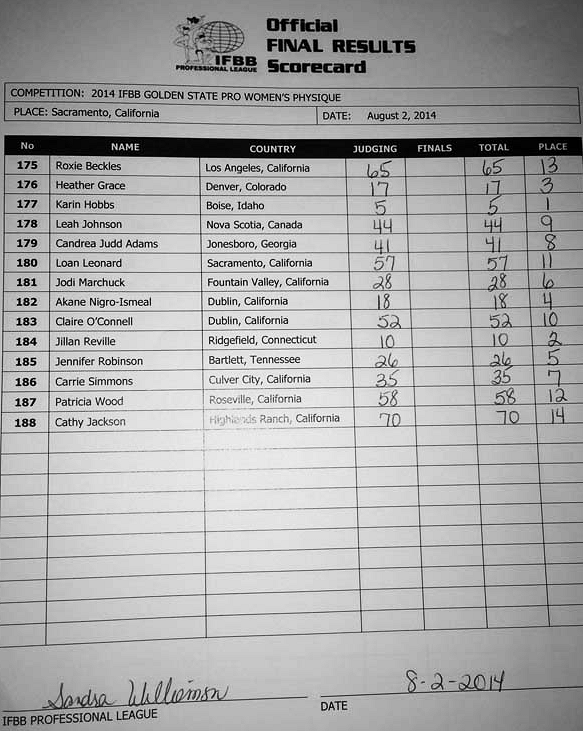 Official
FINAL RESULTS
Scorecard
IFBB
PROFESSIONAL LEAGUE
COMPETITION: 2014 IFBB GOLDEN STATE PRO WOMEN'S PHYSIQUE
PLACE: Sacramento, California DATE: August 2, 2014
No NAME COUNTRY JUDGING FINALS TOTAL PLACE
175 Roxie Beckles Los Angeles, California 65 65 13
176 Heather Grace Denver, Colorado 17 17 3
177 Karin Hobbs Boise, Idaho 5 5 1
178 Leah Johnson Nova Scotia, Canada 44 44 9
179 Candrea Judd Adams Jonesboro, Georgia 41 41 8
180 Loan Leonard Sacramento, California 57 57 11
181 Jodi Marchuck Fountain Valley, California 28 28 6
182 Akane Nigro-Ismeal Dublin, California 18 18 4
183 Claire O'Connell Dublin, California 52 52 10
184 Jillan Reville Ridgefield, Connecticut 10 10 2
185 Jennifer Robinson Bartlett, Tennessee 26 26 5
186 Carrie Simmons Culver City, California 35 35 7
187 Patricia Wood Roseville, California 58 58 12
188 Cathy Jackson Highlands Ranch, California 70 70 14
Sandra Williamson 8-2-2014
IFBB PROFESSIONAL LEAGUE DATE